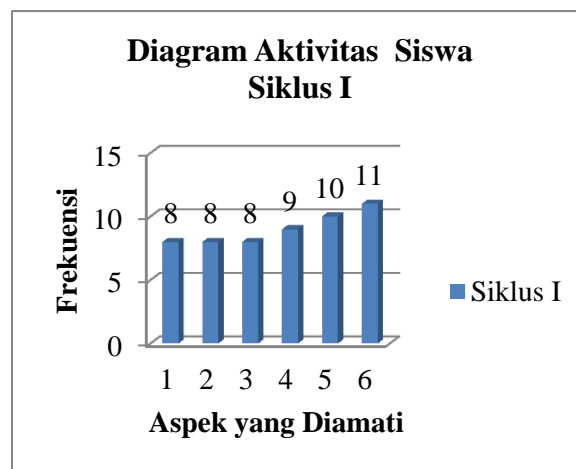 Diagram Aktivitas Siswa
Siklus I
15
10
5
0
8 8 8 9 10 11
1 2 3 4 5 6
Frekuensi
Aspek yang Diamati
Siklus I